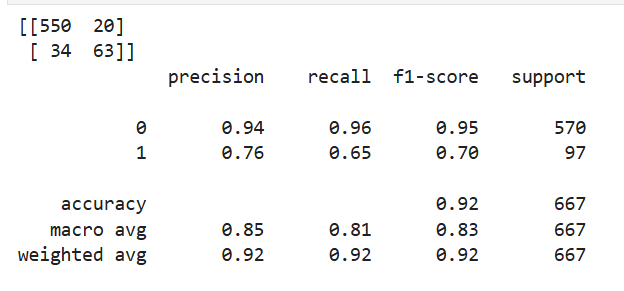 [[550  20]
 [ 34  63]]
              precision    recall  f1-score   support

           0       0.94      0.96      0.95       570
           1       0.76      0.65      0.70        97

    accuracy                           0.92       667
   macro avg       0.85      0.81      0.83       667
weighted avg       0.92      0.92      0.92       667